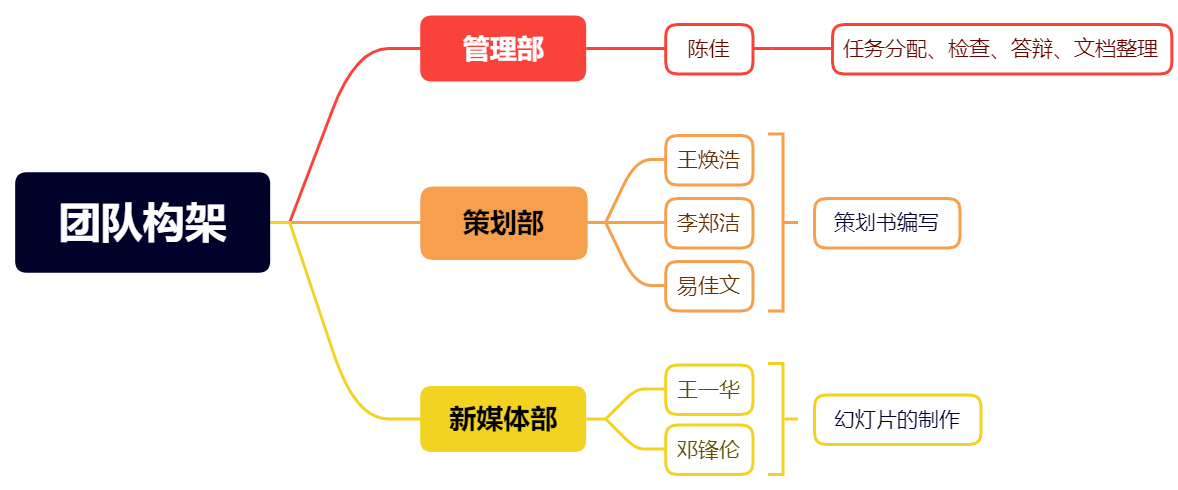 团队构架
管理部
陈佳
任务分配、检查、答辩、文档整理
策划部
王焕浩
李郑洁
易佳文
策划书编写
新媒体部
王一华
邓锋伦
幻灯片的制作